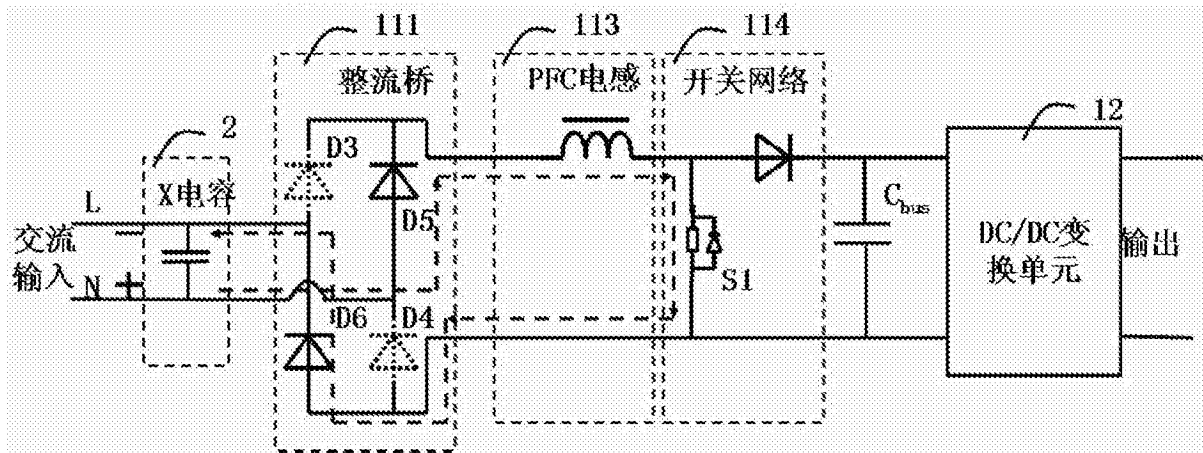 111
113
114
整流桥
PFC电感
开关网络
12
2
D3
X电容
L
D5
C_bus
交流
输入
DC/DC变
换单元
输出
N
S1
D6
D4